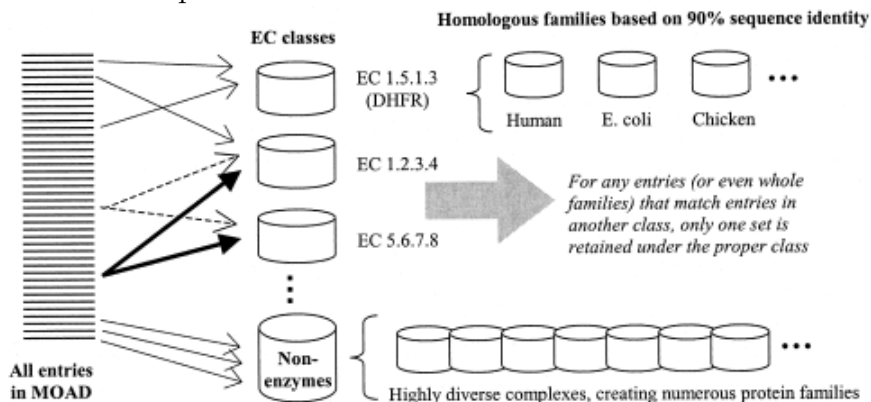 Homologous families based on 90% sequence identity
EC classes
EC 1.5.1.3
(DHFR)
Human
E. coli
Chicken
EC 1.2.3.4
For any entries (or even whole
families) that match entries in
another class, only one set is
retained under the proper class
EC 5.6.7.8
All entries
in MOAD
Non-
enzymes
Highly diverse complexes, creating numerous protein families